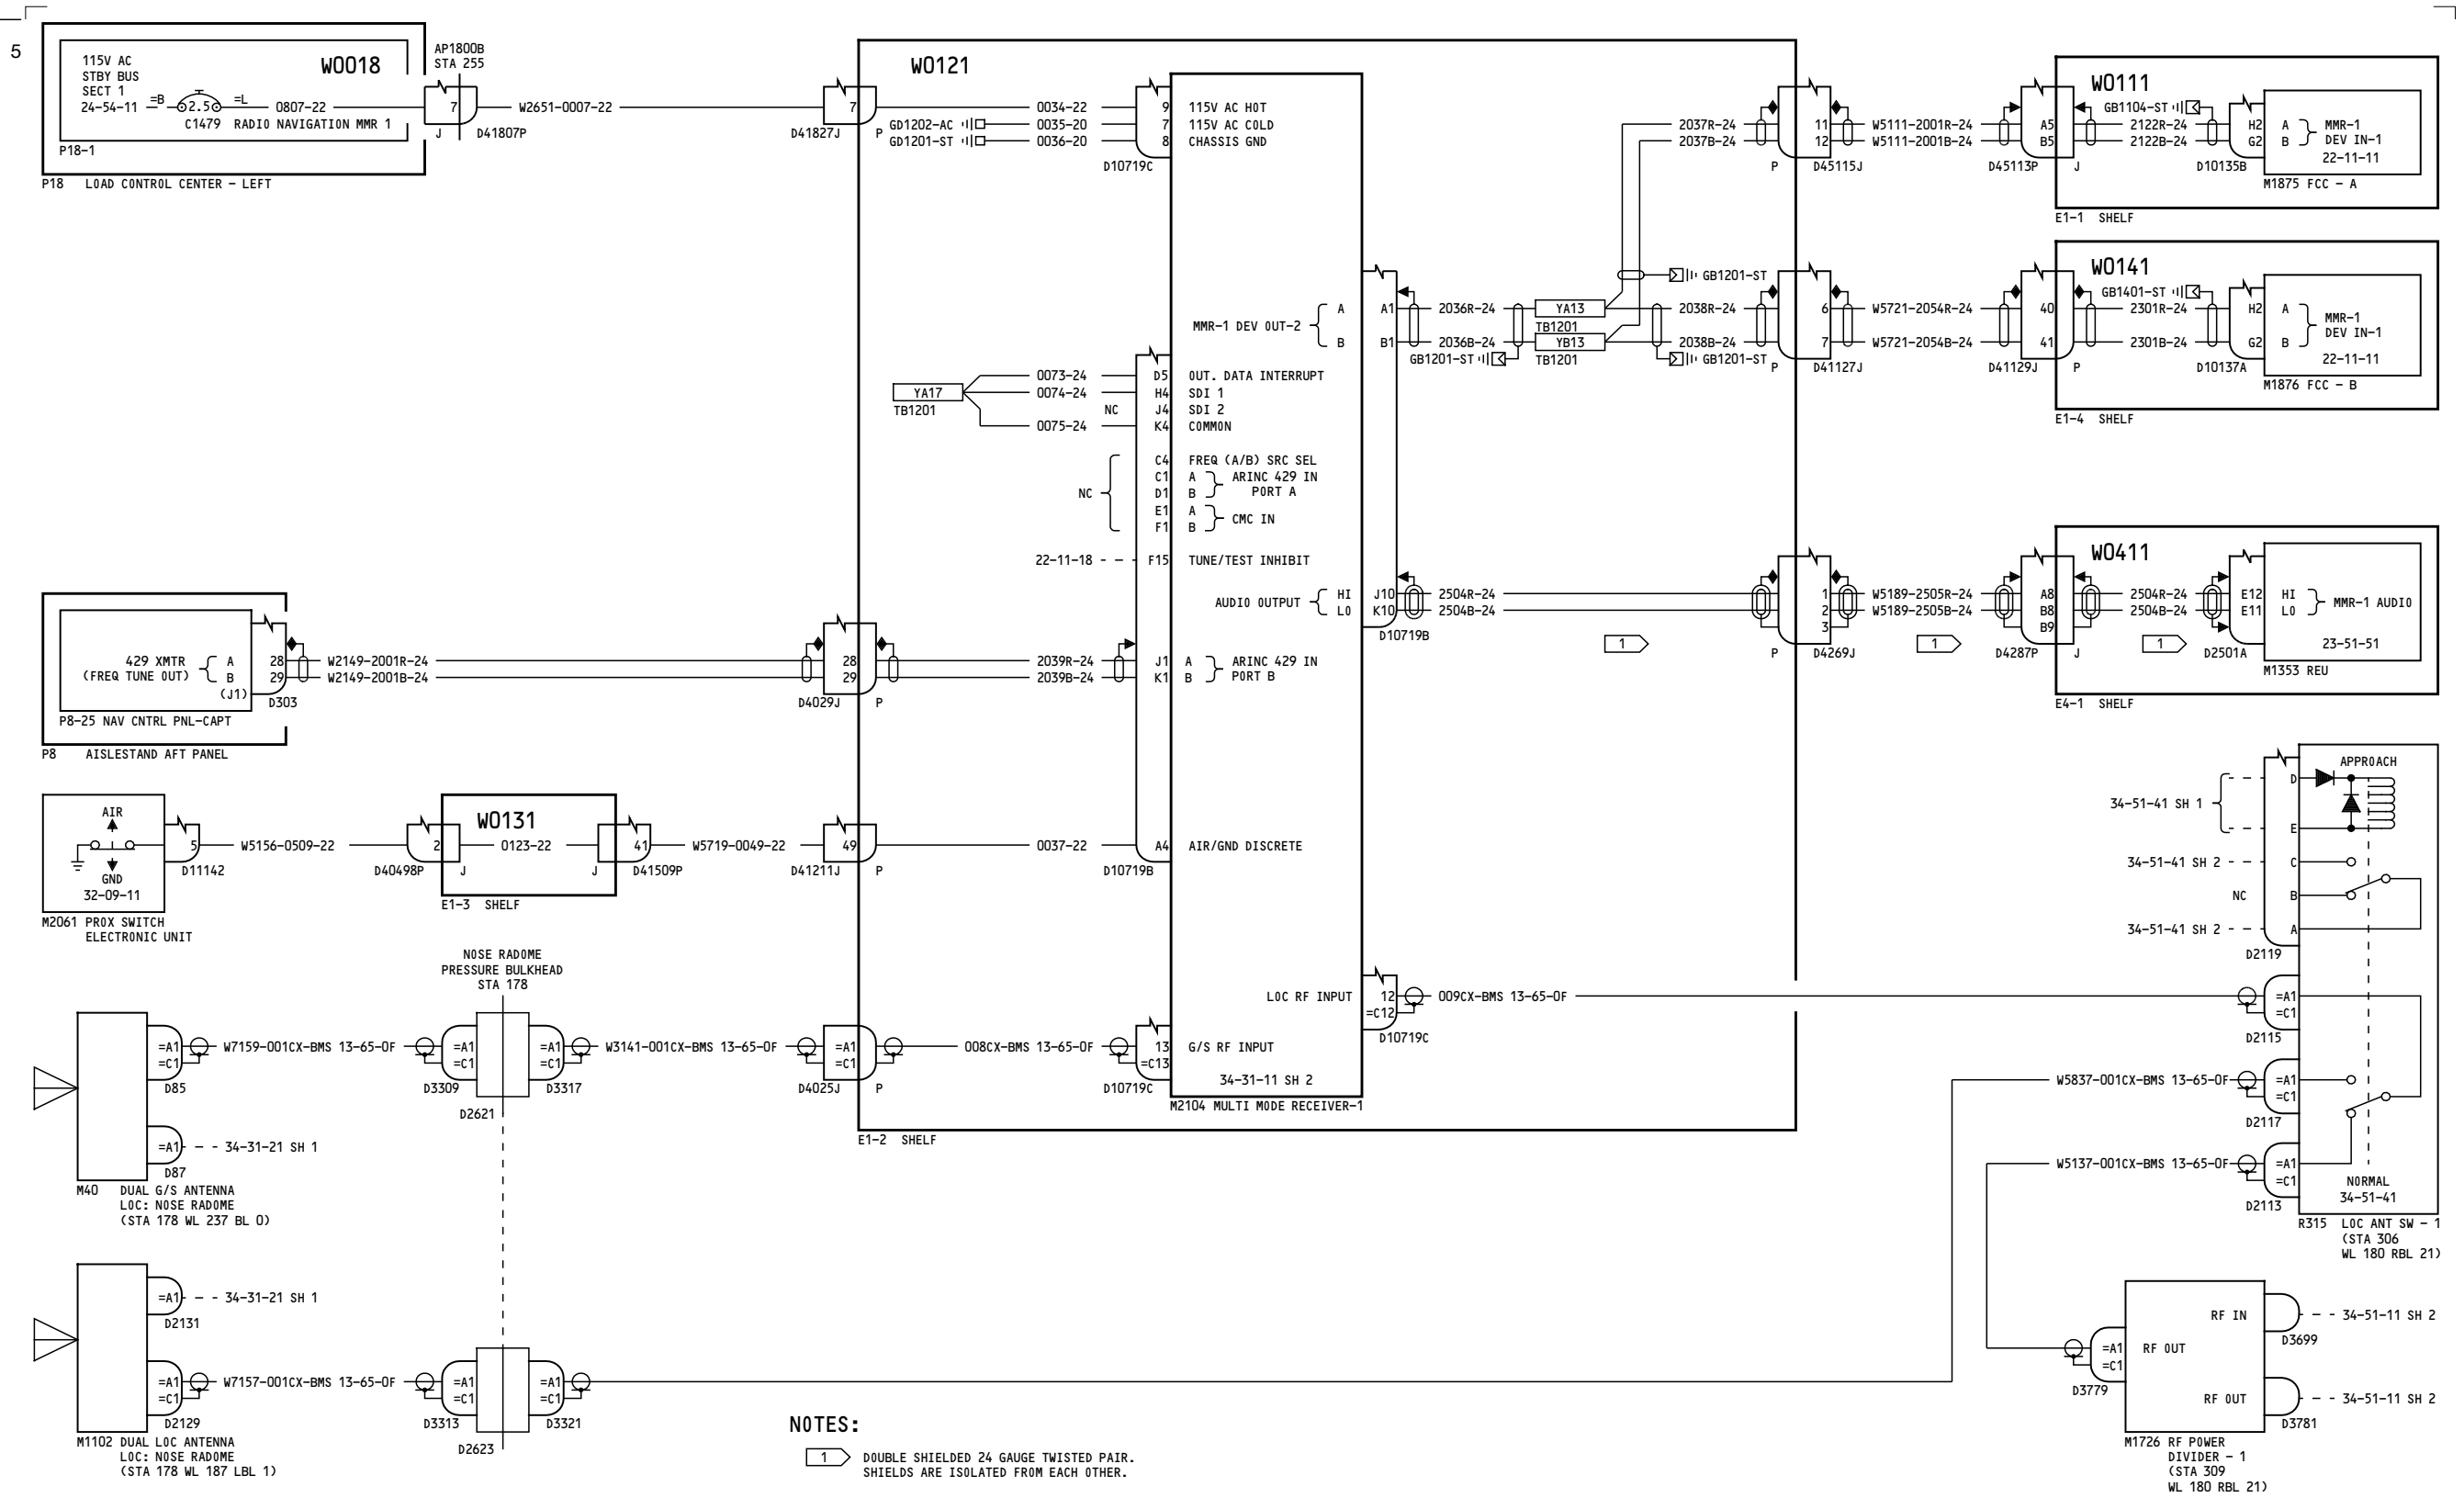 5
115V AC
STBY BUS
SECT 1
24-54-11 =B 2.5 =L 0807-22
C1479 RADIO NAVIGATION MMR 1
W0018
P18-1
P18 LOAD CONTROL CENTER - LEFT
AP1800B
STA 255
7
J D41807P
W2651-0007-22
7
D41827J P
W0121
GD1202-AC
GD1201-ST
0034-22
0035-20
0036-20
9 115V AC HOT
7 115V AC COLD
8 CHASSIS GND
D10719C
MMR-1 DEV OUT-2
A A1 2036R-24 YA13 2038R-24
TB1201
B B1 2036B-24 YB13 2038B-24
GB1201-ST TB1201 GB1201-ST
GB1201-ST
2037R-24
2037B-24
11 W5111-2001R-24 A5
12 W5111-2001B-24 B5
P D45115J
D45113P J
W0111
GB1104-ST
2122R-24 H2 A
2122B-24 G2 B
MMR-1
DEV IN-1
22-11-11
D10135B
M1875 FCC - A
E1-1 SHELF
6 W5721-2054R-24 40
7 W5721-2054B-24 41
P D41127J
D41129J P
W0141
GB1401-ST
2301R-24 H2 A
2301B-24 G2 B
MMR-1
DEV IN-1
22-11-11
D10137A
M1876 FCC - B
E1-4 SHELF
YA17
TB1201
0073-24 D5 OUT. DATA INTERRUPT
0074-24 H4 SDI 1
NC J4 SDI 2
0075-24 K4 COMMON
NC
C4 FREQ (A/B) SRC SEL
C1 A ARINC 429 IN
D1 B PORT A
E1 A CMC IN
F1 B
22-11-18 F15 TUNE/TEST INHIBIT
AUDIO OUTPUT
HI J10 2504R-24
LO K10 2504B-24
D10719B
1
1 W5189-2505R-24 A8
2 W5189-2505B-24 B8
3 B9
P D4269J
1
D4287P J
W0411
2504R-24 E12 HI
2504B-24 E11 LO
MMR-1 AUDIO
1
D2501A
23-51-51
M1353 REU
E4-1 SHELF
429 XMTR
(FREQ TUNE OUT)
A 28 W2149-2001R-24
B 29 W2149-2001B-24
(J1)
D303
P8-25 NAV CNTRL PNL-CAPT
P8 AISLESTAND AFT PANEL
28
29
D4029J P
2039R-24 J1 A ARINC 429 IN
2039B-24 K1 B PORT B
AIR
GND
32-09-11
M2061 PROX SWITCH
ELECTRONIC UNIT
5
D11142
W5156-0509-22
2
D40498P J
W0131
0123-22
41
J D41509P
E1-3 SHELF
W5719-0049-22
49
D41211J P
0037-22
A4 AIR/GND DISCRETE
D10719B
LOC RF INPUT 12 009CX-BMS 13-65-0F
=C12
D10719C
NOSE RADOME
PRESSURE BULKHEAD
STA 178
=A1 W7159-001CX-BMS 13-65-0F =A1
=C1 =C1
D85 D3309
D2621
=A1 W3141-001CX-BMS 13-65-0F =A1
=C1 =C1
D3317 D4025J P
008CX-BMS 13-65-0F
13 G/S RF INPUT
=C13
D10719C
34-31-11 SH 2
M2104 MULTI MODE RECEIVER-1
E1-2 SHELF
=A1 34-31-21 SH 1
D87
M40 DUAL G/S ANTENNA
LOC: NOSE RADOME
(STA 178 WL 237 BL 0)
=A1 34-31-21 SH 1
D2131
=A1 W7157-001CX-BMS 13-65-0F =A1 =A1
=C1 =C1 =C1
D2129 D3313 D3321
D2623
M1102 DUAL LOC ANTENNA
LOC: NOSE RADOME
(STA 178 WL 187 LBL 1)
APPROACH
34-51-41 SH 1
D
E
34-51-41 SH 2 C
NC B
34-51-41 SH 2 A
D2119
=A1
=C1
D2115
W5837-001CX-BMS 13-65-0F =A1
=C1
D2117
W5137-001CX-BMS 13-65-0F =A1
=C1
D2113
NORMAL
34-51-41
R315 LOC ANT SW - 1
(STA 306
WL 180 RBL 21)
RF IN 34-51-11 SH 2
D3699
=A1 RF OUT
=C1
D3779
RF OUT 34-51-11 SH 2
D3781
M1726 RF POWER
DIVIDER - 1
(STA 309
WL 180 RBL 21)
NOTES:
1 DOUBLE SHIELDED 24 GAUGE TWISTED PAIR.
SHIELDS ARE ISOLATED FROM EACH OTHER.